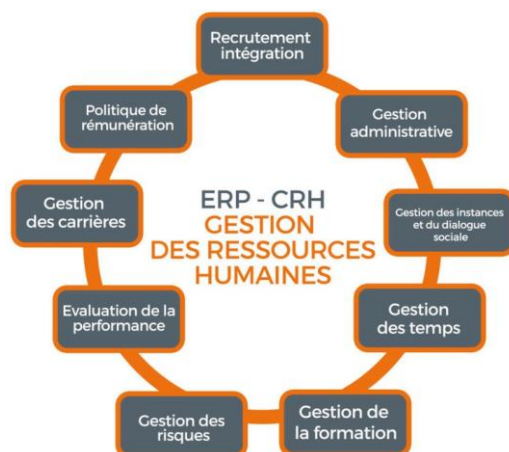 Recrutement
intégration
Gestion
administrative
Gestion des instances
et du dialogue
sociale
Gestion
des temps
Gestion de
la formation
Gestion des
risques
Evaluation de la
performance
Gestion
des carrières
Politique de
rémunération
ERP - CRH
GESTION
DES RESSOURCES
HUMAINES